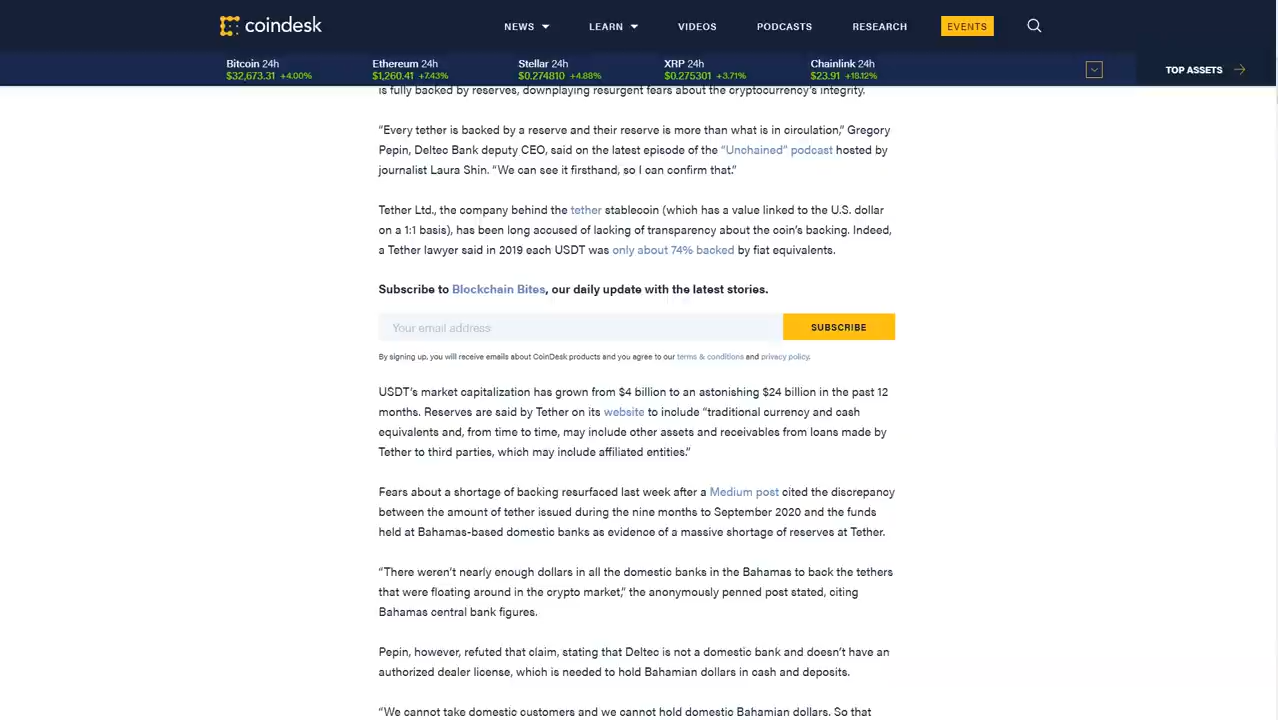 coindesk
NEWS LEARN VIDEOS PODCASTS RESEARCH EVENTS
Bitcoin 24h Ethereum 24h Stellar 24h XRP 24h Chainlink 24h
$32,673.31 +4.00% $1,260.41 +7.43% $0.274810 +4.88% $0.275301 +3.71% $23.91 +18.12%
TOP ASSETS
is fully backed by reserves, downplaying resurgent fears about the cryptocurrency’s integrity.
“Every tether is backed by a reserve and their reserve is more than what is in circulation,” Gregory
Pepin, Deltec Bank deputy CEO, said on the latest episode of the “Unchained” podcast hosted by
journalist Laura Shin. “We can see it firsthand, so I can confirm that.”
Tether Ltd., the company behind the tether stablecoin (which has a value linked to the U.S. dollar
on a 1:1 basis), has been long accused of lacking of transparency about the coin’s backing. Indeed,
a Tether lawyer said in 2019 each USDT was only about 74% backed by fiat equivalents.
Subscribe to Blockchain Bites, our daily update with the latest stories.
Your email address
SUBSCRIBE
By signing up, you will receive emails about CoinDesk products and you agree to our terms & conditions and privacy policy.
USDT’s market capitalization has grown from $4 billion to an astonishing $24 billion in the past 12
months. Reserves are said by Tether on its website to include “traditional currency and cash
equivalents and, from time to time, may include other assets and receivables from loans made by
Tether to third parties, which may include affiliated entities.”
Fears about a shortage of backing resurfaced last week after a Medium post cited the discrepancy
between the amount of tether issued during the nine months to September 2020 and the funds
held at Bahamas-based domestic banks as evidence of a massive shortage of reserves at Tether.
“There weren’t nearly enough dollars in all the domestic banks in the Bahamas to back the tethers
that were floating around in the crypto market,” the anonymously penned post stated, citing
Bahamas central bank figures.
Pepin, however, refuted that claim, stating that Deltec is not a domestic bank and doesn’t have an
authorized dealer license, which is needed to hold Bahamian dollars in cash and deposits.
“We cannot take domestic customers and we cannot hold domestic Bahamian dollars. So that